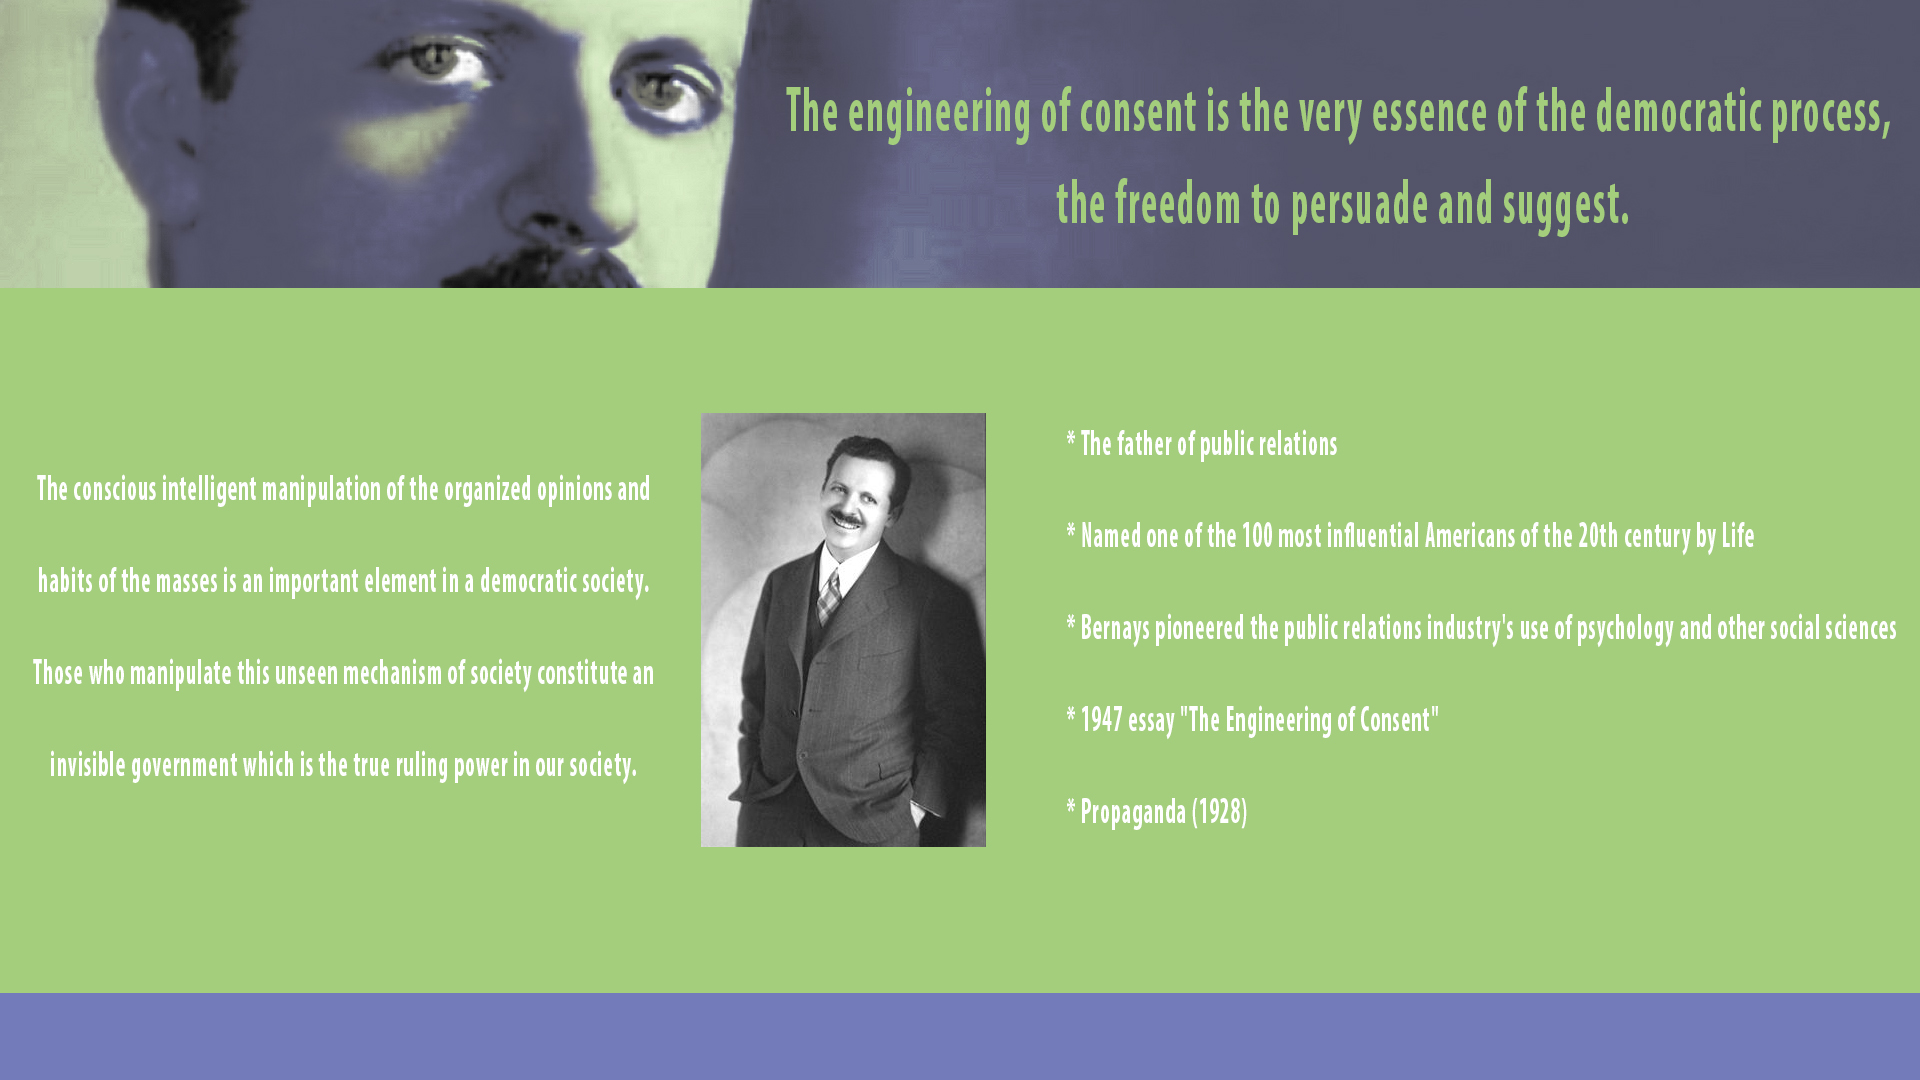 The engineering of consent is the very essence of the democratic process,
the freedom to persuade and suggest.
The conscious intelligent manipulation of the organized opinions and
habits of the masses is an important element in a democratic society.
Those who manipulate this unseen mechanism of society constitute an
invisible government which is the true ruling power in our society.
* The father of public relations
* Named one of the 100 most influential Americans of the 20th century by Life
* Bernays pioneered the public relations industry's use of psychology and other social sciences
* 1947 essay "The Engineering of Consent"
* Propaganda (1928)